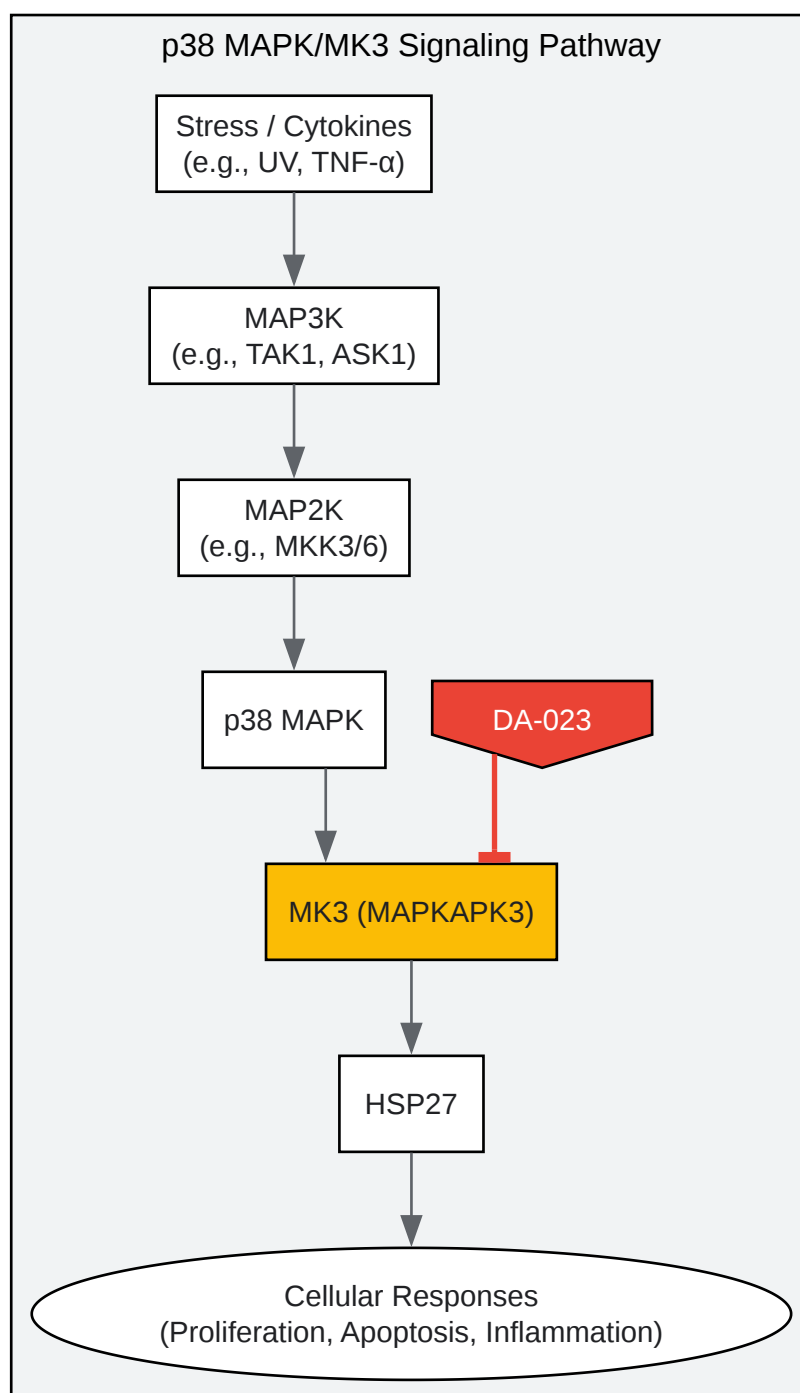 p38 MAPK/MK3 Signaling Pathway
Stress / Cytokines
(e.g., UV, TNF-α)
MAP3K
(e.g., TAK1, ASK1)
MAP2K
(e.g., MKK3/6)
p38 MAPK
DA-023
MK3 (MAPKAPK3)
HSP27
Cellular Responses
(Proliferation, Apoptosis, Inflammation)